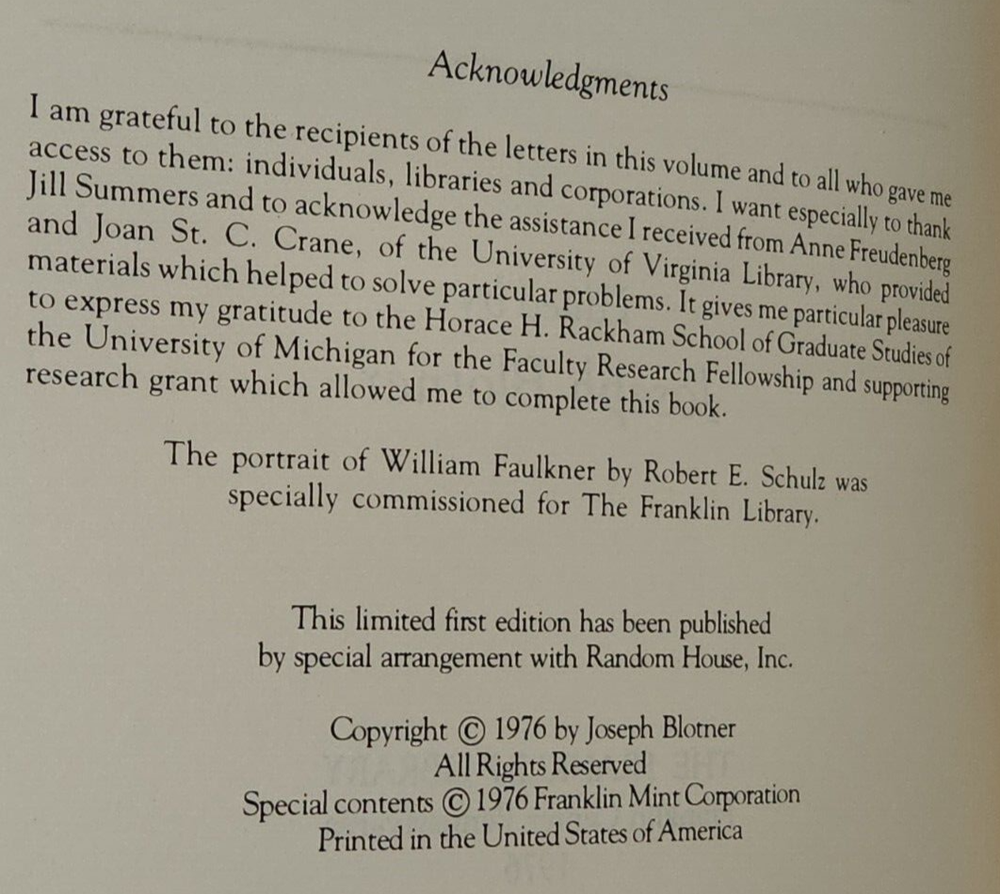 Acknowledgments
I am grateful to the recipients of the letters in this volume and to all who gave me
access to them: individuals, libraries and corporations. I want especially to thank
Jill Summers and to acknowledge the assistance I received from Anne Freudenberg
and Joan St. C. Crane, of the University of Virginia Library, who provided
materials which helped to solve particular problems. It gives me particular pleasure
to express my gratitude to the Horace H. Rackham School of Graduate Studies of
the University of Michigan for the Faculty Research Fellowship and supporting
research grant which allowed me to complete this book.
The portrait of William Faulkner by Robert E. Schulz was
specially commissioned for The Franklin Library.
This limited first edition has been published
by special arrangement with Random House, Inc.
Copyright © 1976 by Joseph Blotner
All Rights Reserved
Special contents © 1976 Franklin Mint Corporation
Printed in the United States of America